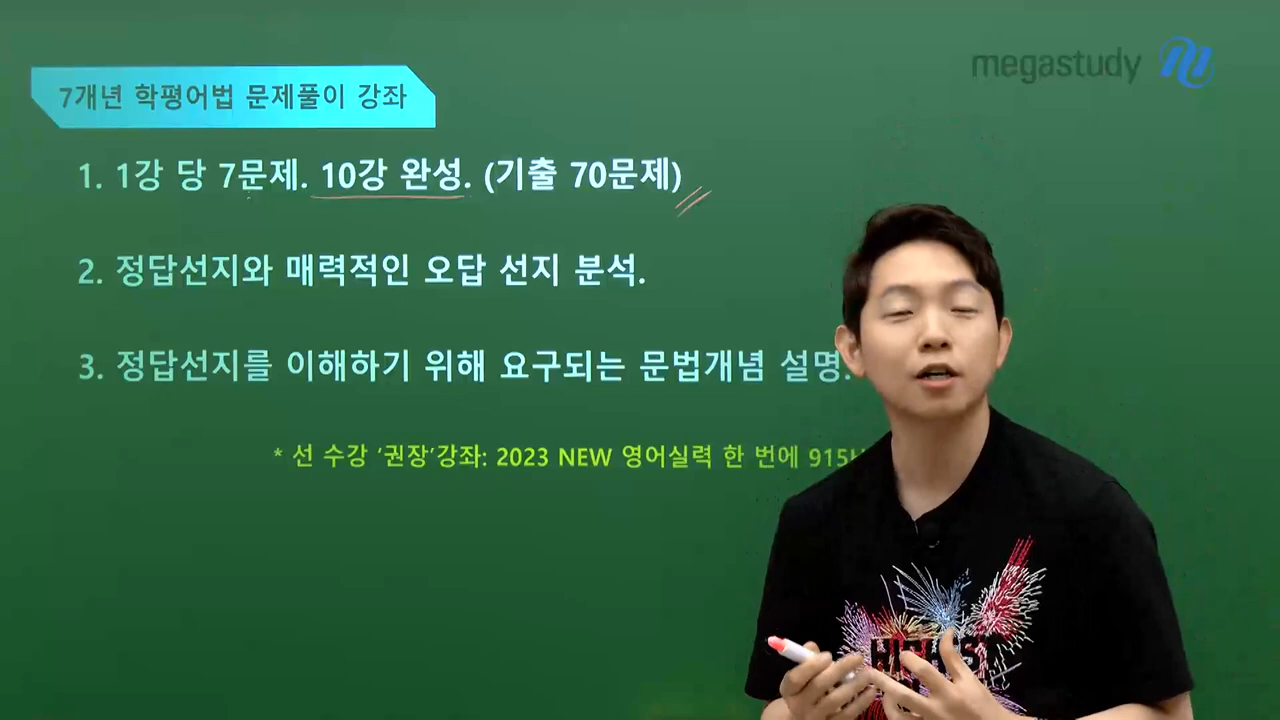 megastudy
7개년 학평어법 문제풀이 강좌
1. 1강 당 7문제. 10강 완성. (기출 70문제)
2. 정답선지와 매력적인 오답 선지 분석.
3. 정답선지를 이해하기 위해 요구되는 문법개념 설명.
* 선 수강 ‘권장’강좌: 2023 NEW 영어실력 한 번에